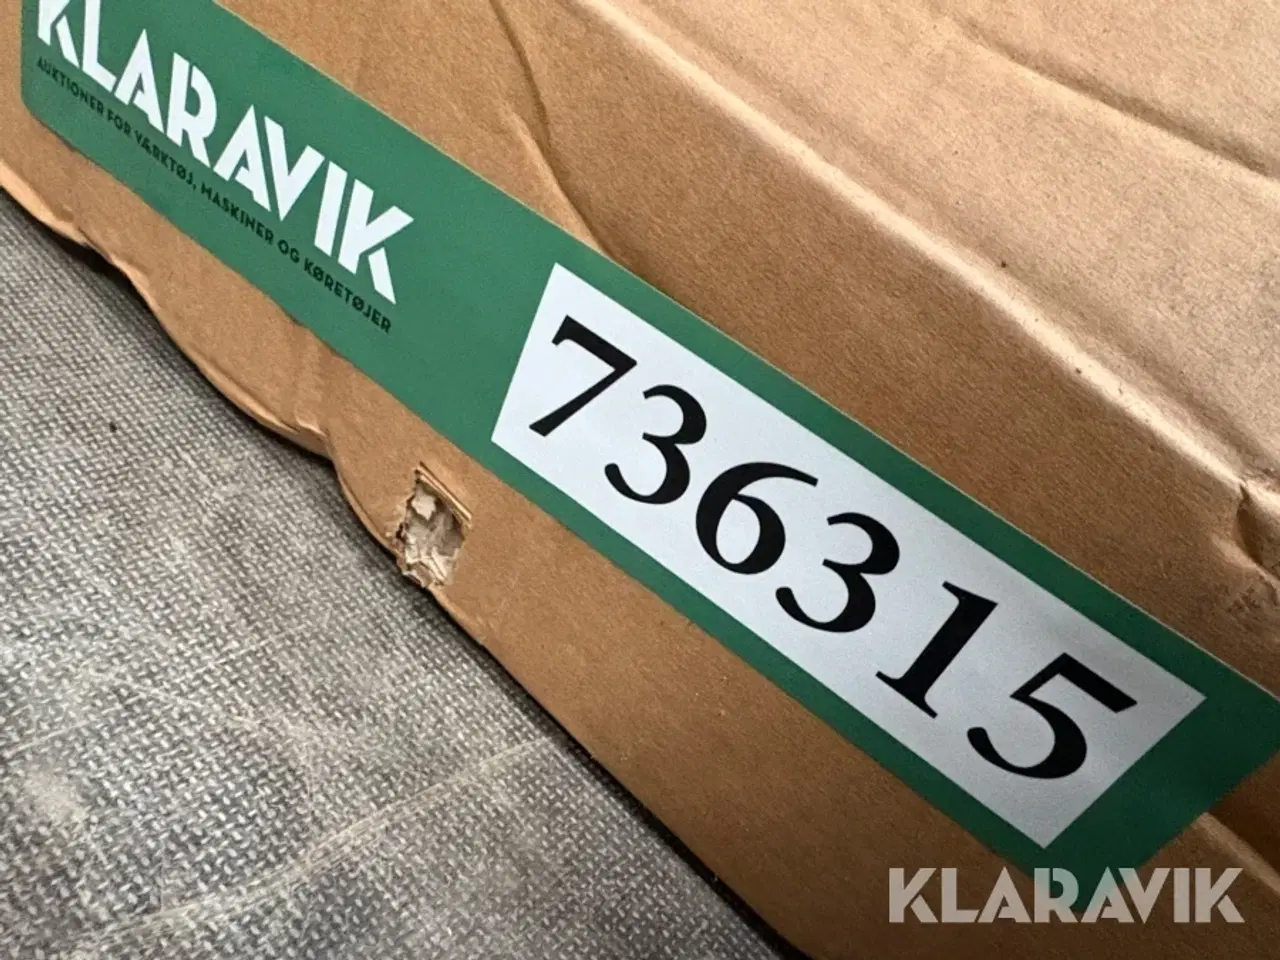 KLARAVIK
AUKTIONER FOR VÆRKTØJ, MASKINER OG KØRETØJER
736315
KLARAVIK